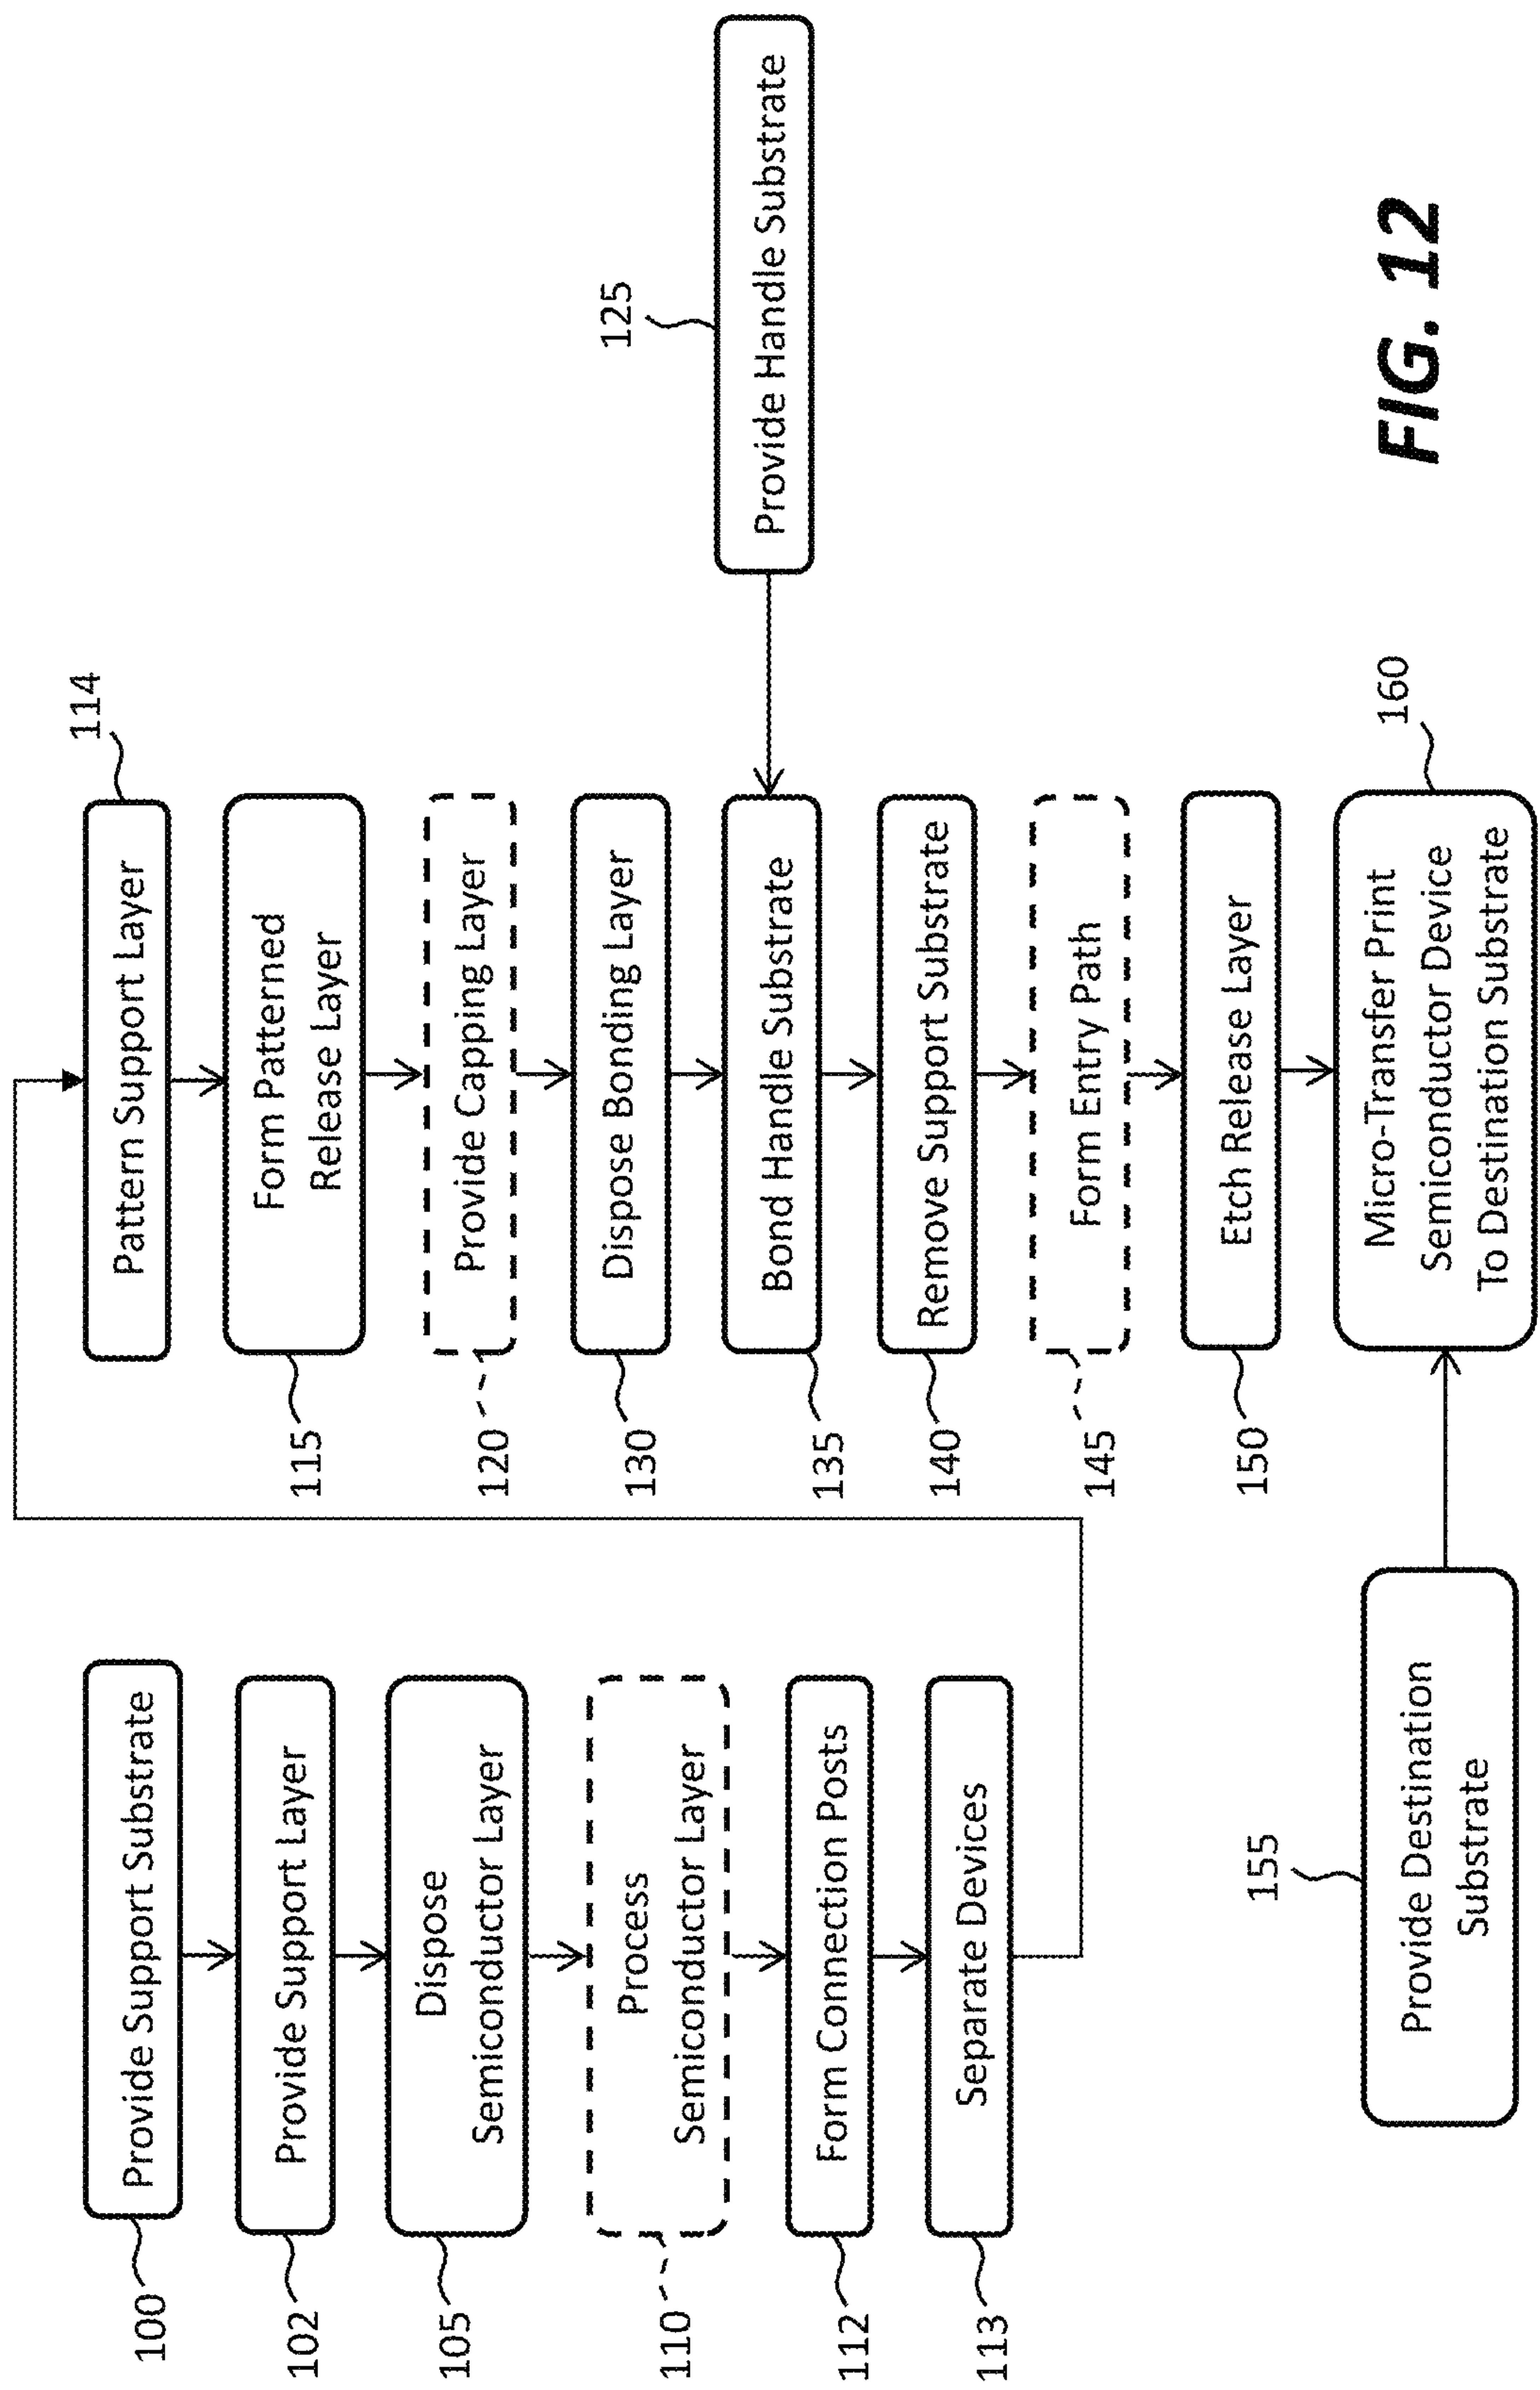 100
Provide Support Substrate
102
Provide Support Layer
105
Dispose
Semiconductor Layer
110
Process
Semiconductor Layer
112
Form Connection Posts
113
Separate Devices
114
Pattern Support Layer
115
Form Patterned
Release Layer
120
Provide Capping Layer
130
Dispose Bonding Layer
125
Provide Handle Substrate
135
Bond Handle Substrate
140
Remove Support Substrate
145
Form Entry Path
150
Etch Release Layer
155
Provide Destination
Substrate
160
Micro-Transfer Print
Semiconductor Device
To Destination Substrate
FIG. 12